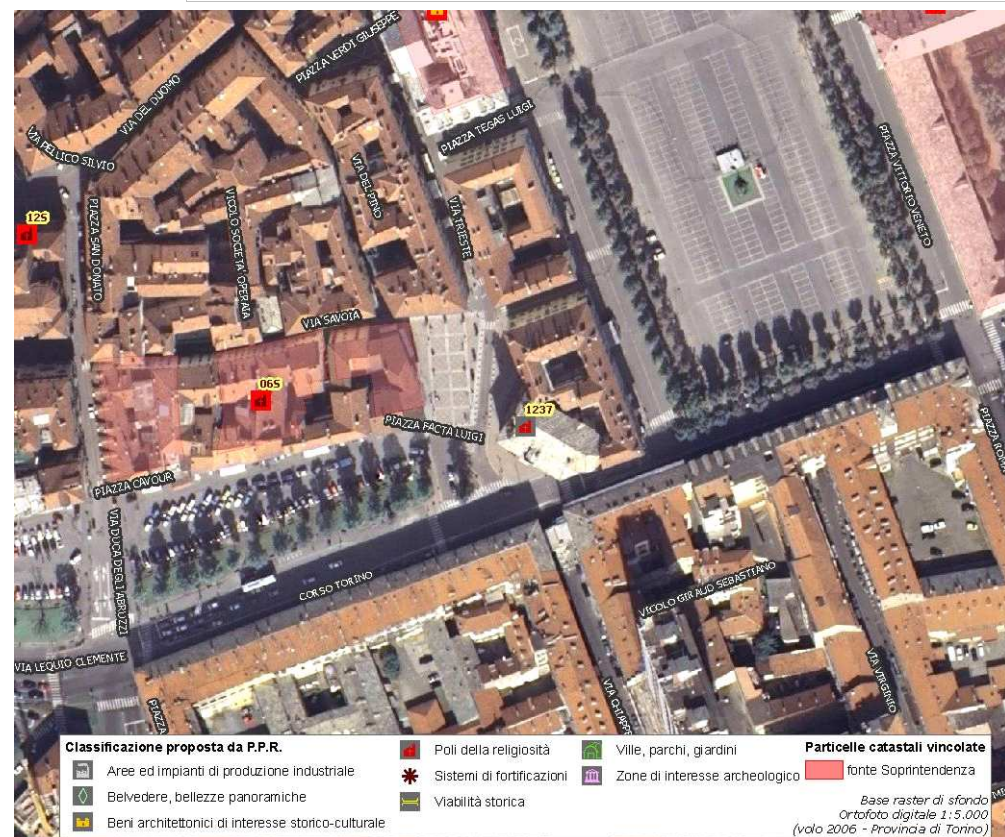 PIAZZA VERDI GIUSEPPE
VIA DEL DUOMO
VIA PELLICO SILVIO
PIAZZA TEGAS LUIGI
PIAZZA VITTORIO VENETO
VIA DEL PINO
VIA TRIESTE
125
PIAZZA SAN DONATO
VICOLO SOCIETA' OPERAIA
VIA SAVOIA
065
1237
PIAZZA FACTA LUIGI
PIAZZA CAVOUR
VIA DUCA DEGLI ABRUZZI
CORSO TORINO
VICOLO GIRAUD SEBASTIANO
VIA LEQUIO CLEMENTE
VIA VIRGINIO
PIAZZA
Classificazione proposta da P.P.R.
Aree ed impianti di produzione industriale
Belvedere, bellezze panoramiche
Beni architettonici di interesse storico-culturale
Poli della religiosità
Sistemi di fortificazioni
Viabilità storica
Ville, parchi, giardini
Zone di interesse archeologico
Particelle catastali vincolate
fonte Soprintendenza
Base raster di sfondo
Ortofoto digitale 1:5.000
(volo 2006 - Provincia di Torino)